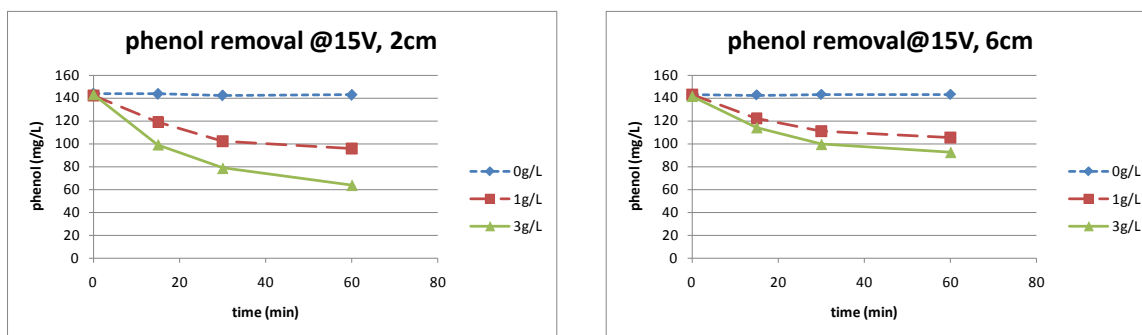 phenol removal @15V, 2cm
phenol (mg/L)
160
140
120
100
80
60
40
20
0
0 20 40 60 80
time (min)
0g/L
1g/L
3g/L
phenol removal@15V, 6cm
phenol (mg/L)
160
140
120
100
80
60
40
20
0
0 20 40 60 80
time (min)
0g/L
1g/L
3g/L